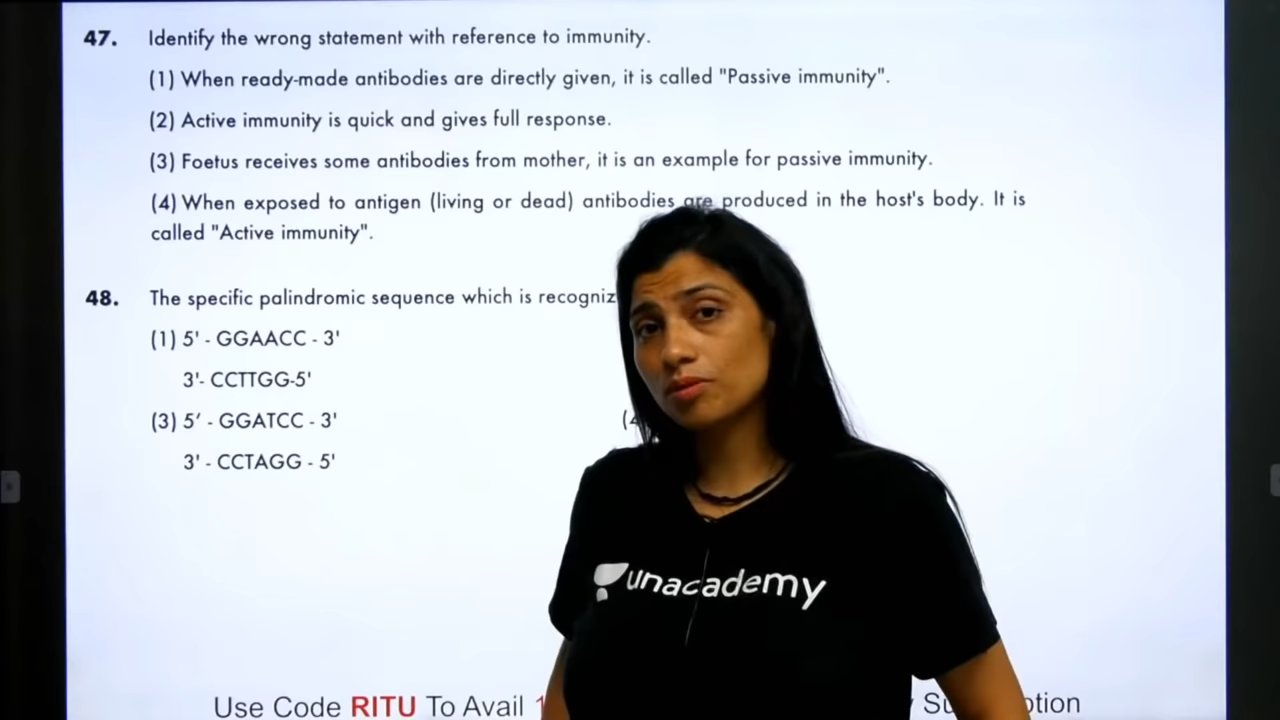 47. Identify the wrong statement with reference to immunity.
(1) When ready-made antibodies are directly given, it is called "Passive immunity".
(2) Active immunity is quick and gives full response.
(3) Foetus receives some antibodies from mother, it is an example for passive immunity.
(4) When exposed to antigen (living or dead) antibodies are produced in the host's body. It is
called "Active immunity".
48. The specific palindromic sequence which is
(1) 5' - GGAACC - 3'
3'- CCTTGG-5'
(3) 5′ - GGATCC - 3'
3' - CCTAGG - 5'
unacademy
Use Code RITU To Avail